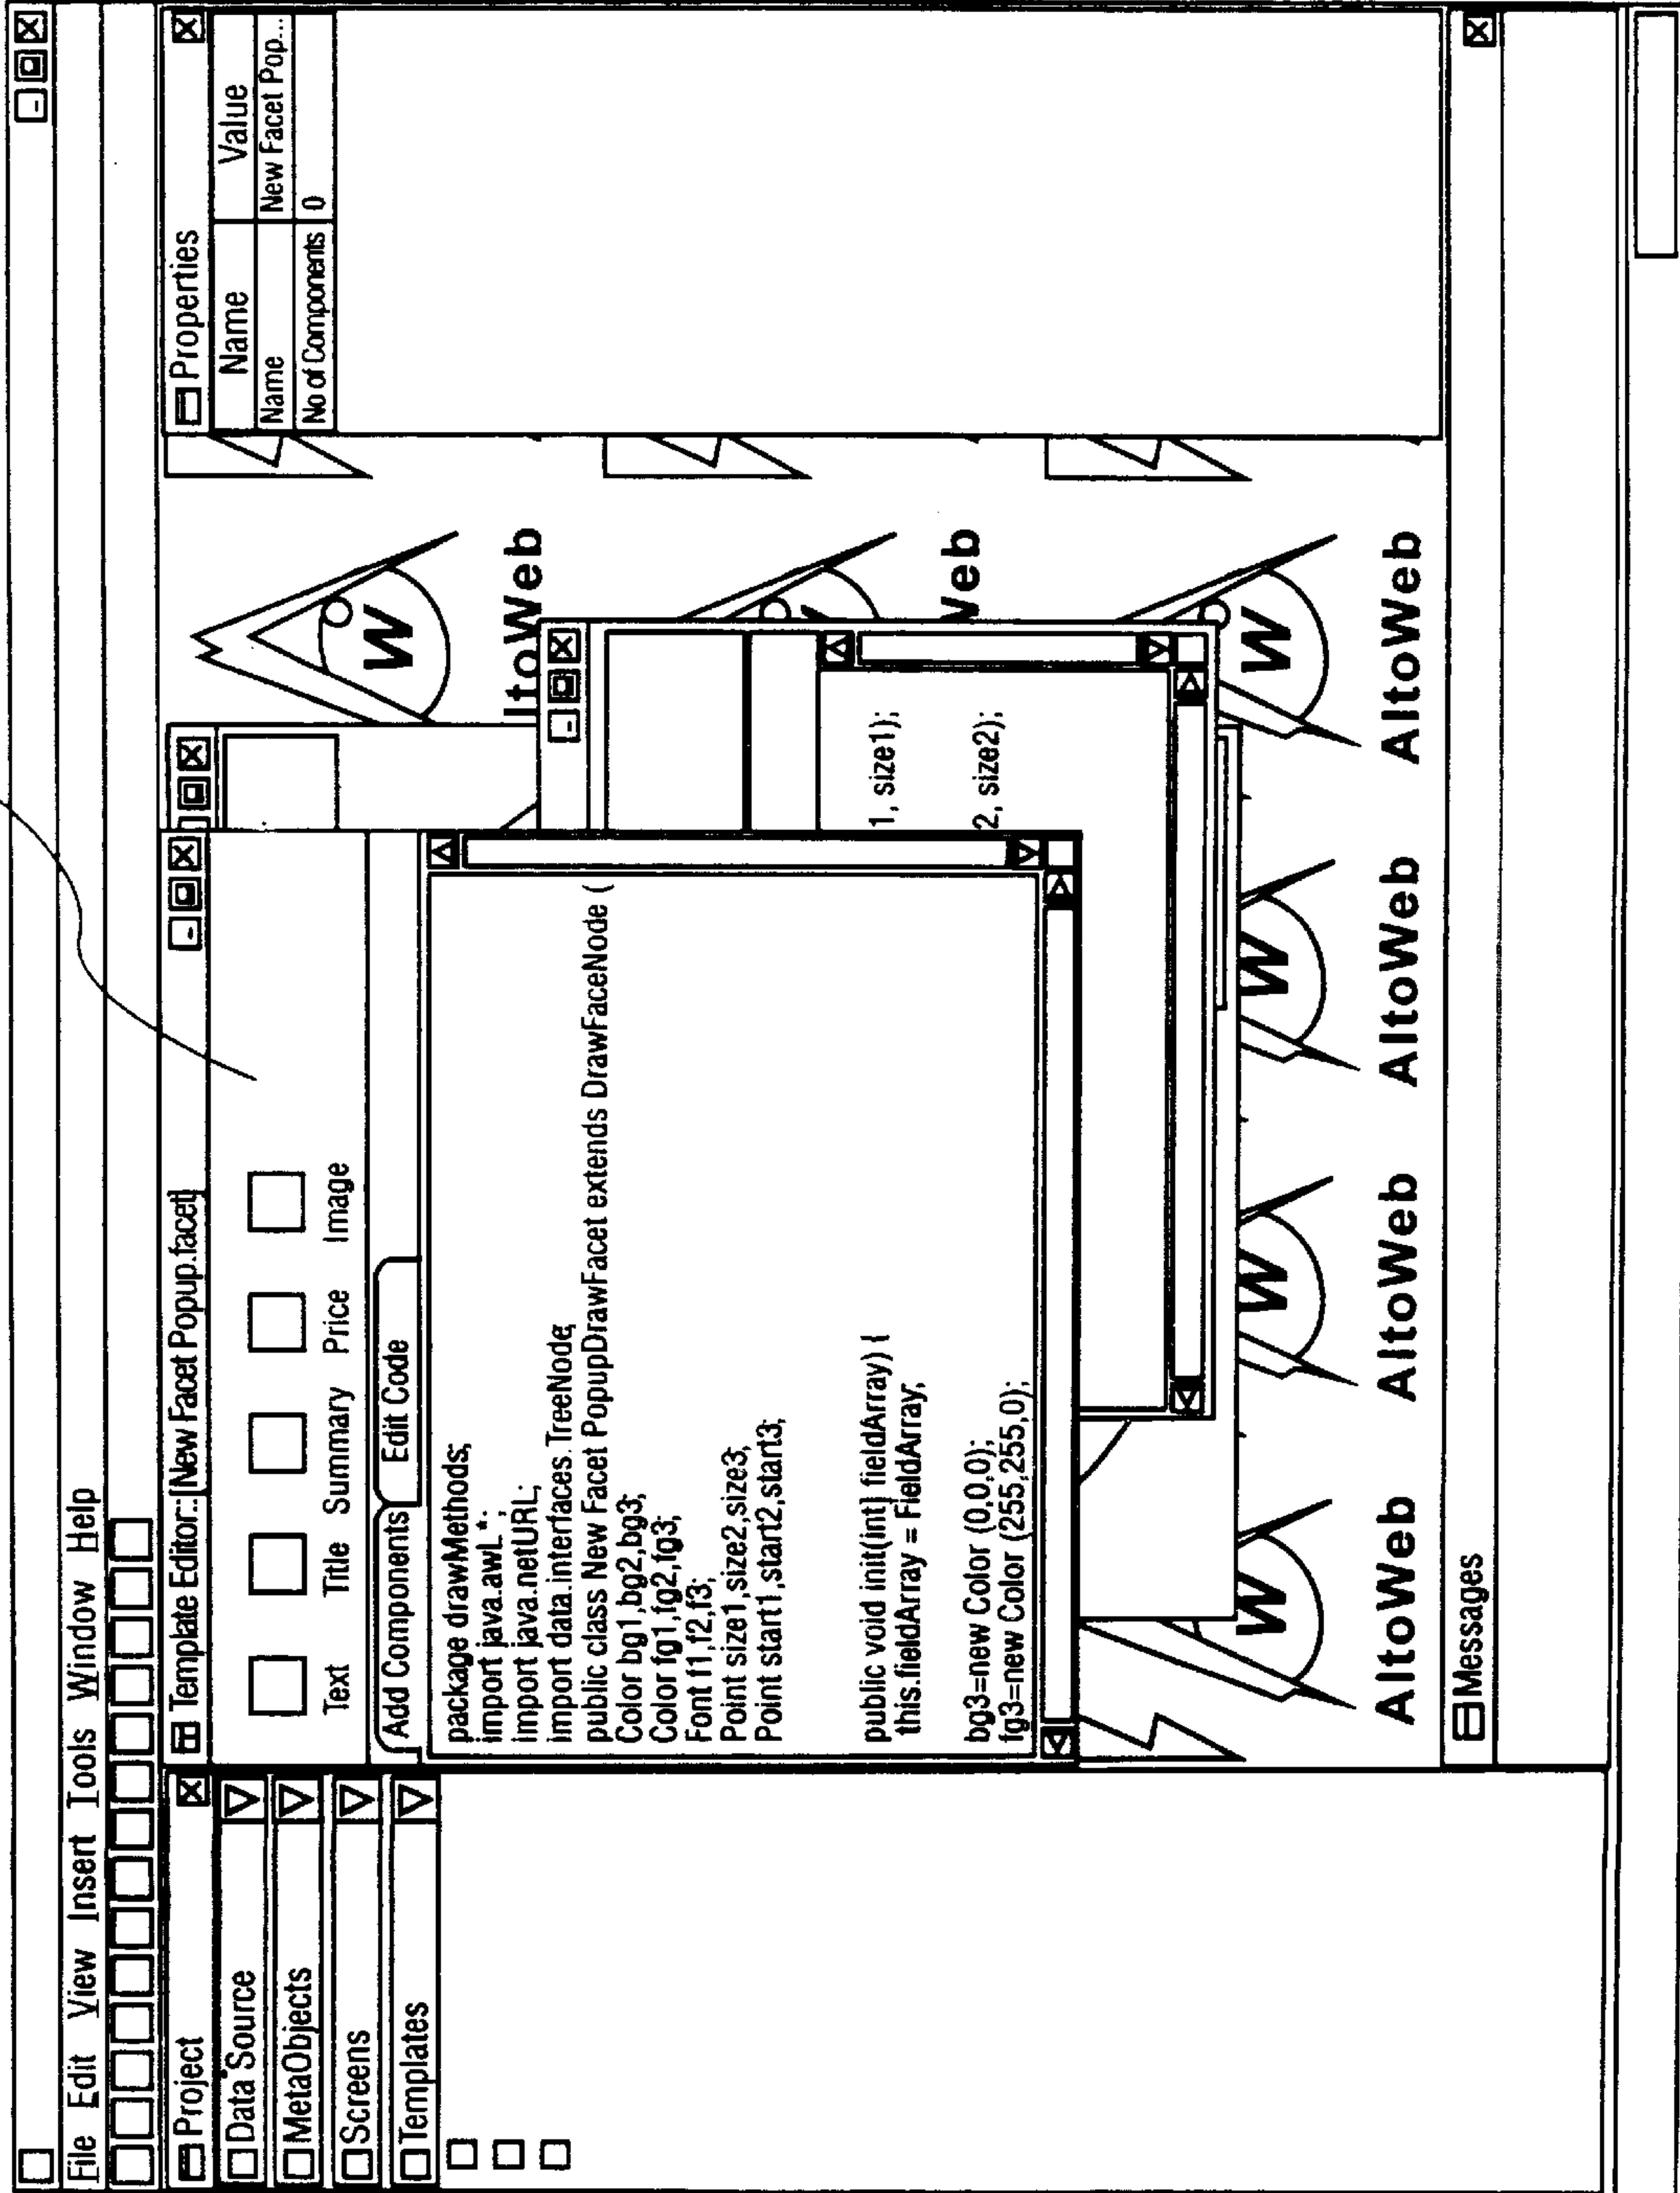 File Edit View Insert Tools Window Help
Project
Data Source
MetaObjects
Screens
Templates
Template Editor::[New Facet Popup.facet]
Text Title Summary Price Image
Add Components Edit Code
package drawMethods;
import java.awL*:
import java.netURL;
import data.interfaces.TreeNode;
public class New Facet PopupDrawFacet extends DrawFaceNode (
Color bg1,bg2,bg3;
Color fg1,fg2,fg3;
Font f1,f2,f3;
Point size1,size2,size3;
Point start1,start2,start3;
public void init(int] fieldArray) {
this.fieldArray = FieldArray,
bg3=new Color (0,0,0);
fg3=new Color (255,255,0);
1, size1);
2, size2);
Properties
Name Value
Name New Facet Pop...
No of Components 0
W
ltoWeb
Web
W
AltoWeb
W
AltoWeb
W
AltoWeb
W
AltoWeb
Messages